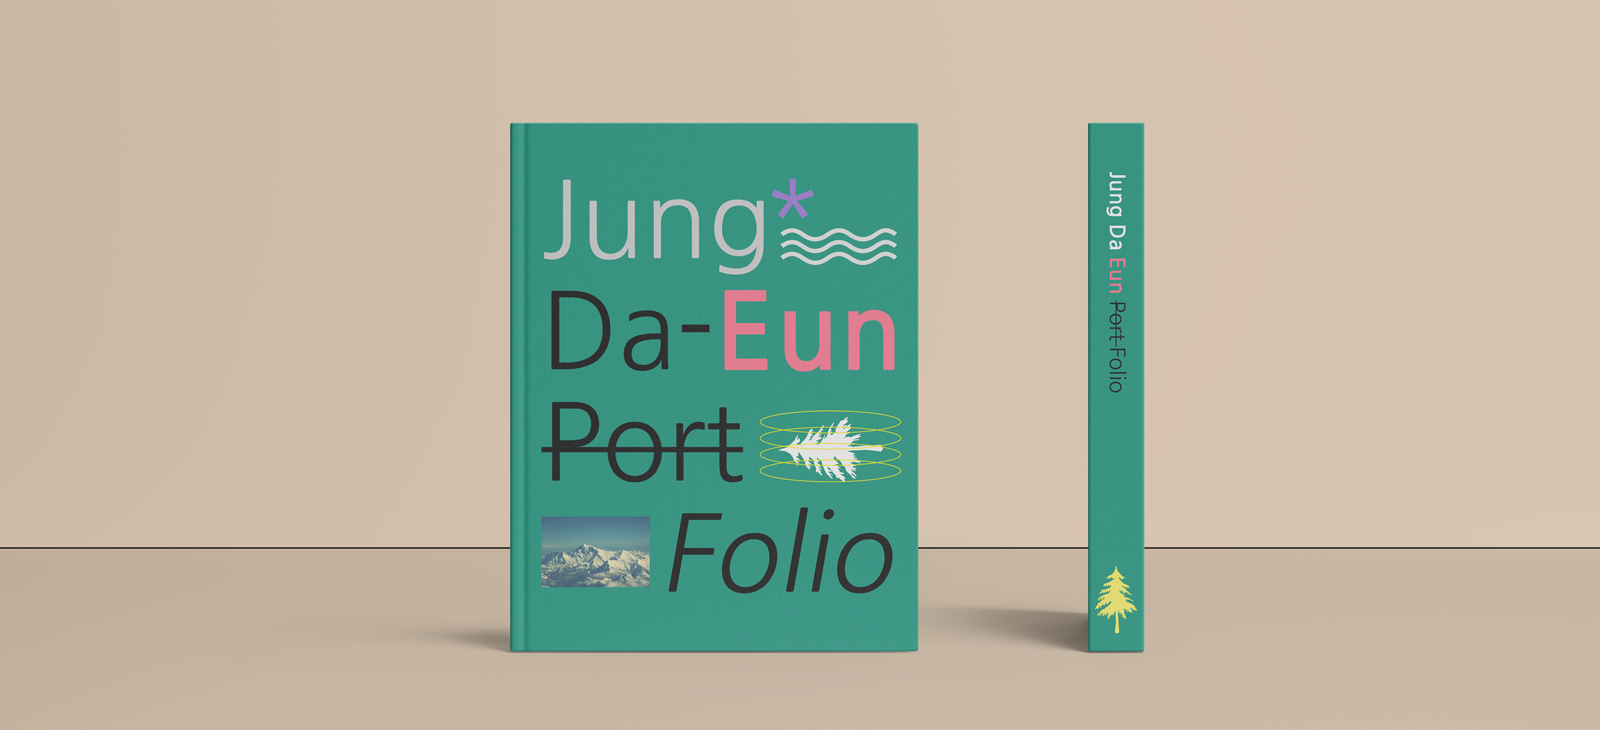 Jung*
Da-Eun
Port
Folio
Jung Da Eun Port Folio